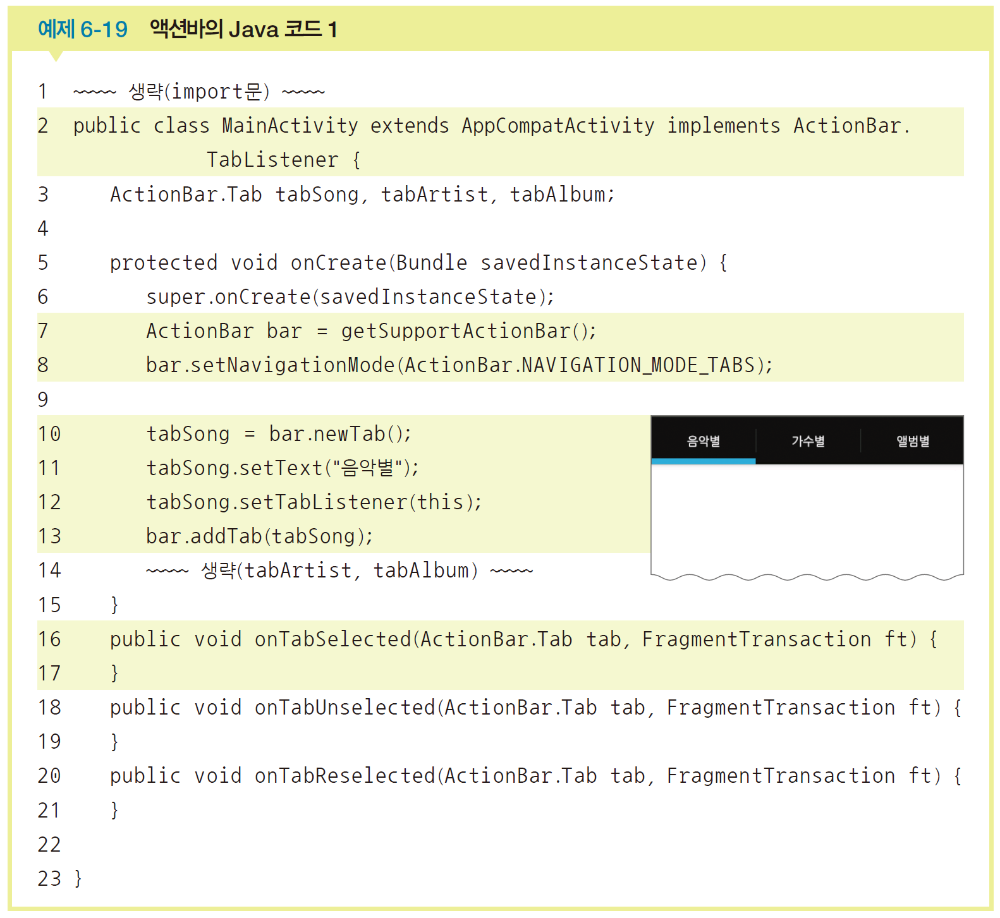 예제 6-19 액션바의 Java 코드 1
1 ~~~~~ 생략(import문) ~~~~~
2 public class MainActivity extends AppCompatActivity implements ActionBar.
TabListener {
3 ActionBar.Tab tabSong, tabArtist, tabAlbum;
4
5 protected void onCreate(Bundle savedInstanceState) {
6 super.onCreate(savedInstanceState);
7 ActionBar bar = getSupportActionBar();
8 bar.setNavigationMode(ActionBar.NAVIGATION_MODE_TABS);
9
10 tabSong = bar.newTab();
11 tabSong.setText("음악별");
12 tabSong.setTabListener(this);
13 bar.addTab(tabSong);
14 ~~~~~ 생략(tabArtist, tabAlbum) ~~~~~
15 }
16 public void onTabSelected(ActionBar.Tab tab, FragmentTransaction ft) {
17 }
18 public void onTabUnselected(ActionBar.Tab tab, FragmentTransaction ft) {
19 }
20 public void onTabReselected(ActionBar.Tab tab, FragmentTransaction ft) {
21 }
22
23 }
음악별 가수별 앨범별